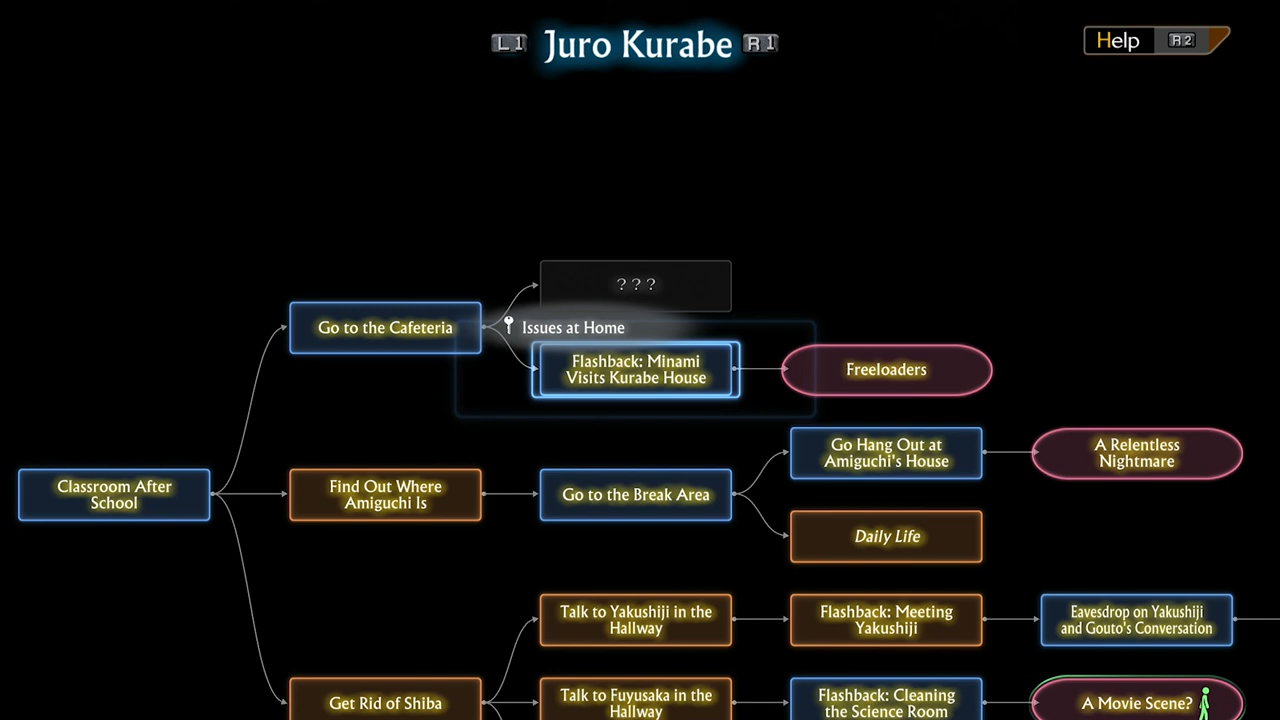 L1 Juro Kurabe R1
Help R2
? ? ?
Go to the Cafeteria
Issues at Home
Flashback: Minami
Visits Kurabe House
Freeloaders
Go Hang Out at
Amiguchi's House
A Relentless
Nightmare
Classroom After
School
Find Out Where
Amiguchi Is
Go to the Break Area
Daily Life
Talk to Yakushiji in the
Hallway
Flashback: Meeting
Yakushiji
Eavesdrop on Yakushiji
and Gouto's Conversation
Get Rid of Shiba
Talk to Fuyusaka in the
Hallway
Flashback: Cleaning
the Science Room
A Movie Scene?